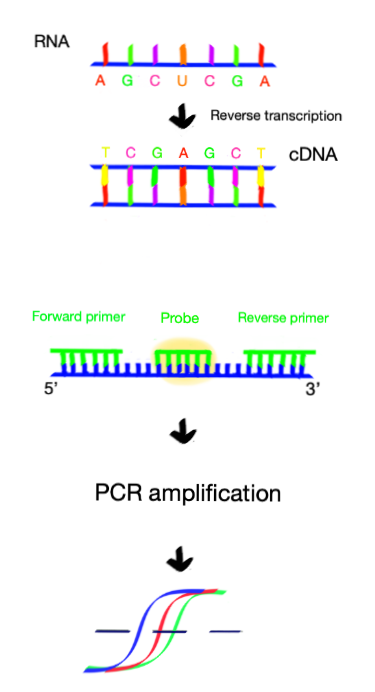 RNA
A G C U C G A
Reverse transcription
T C G A G C T
cDNA
Forward primer Probe Reverse primer
5’ 3’
PCR amplification